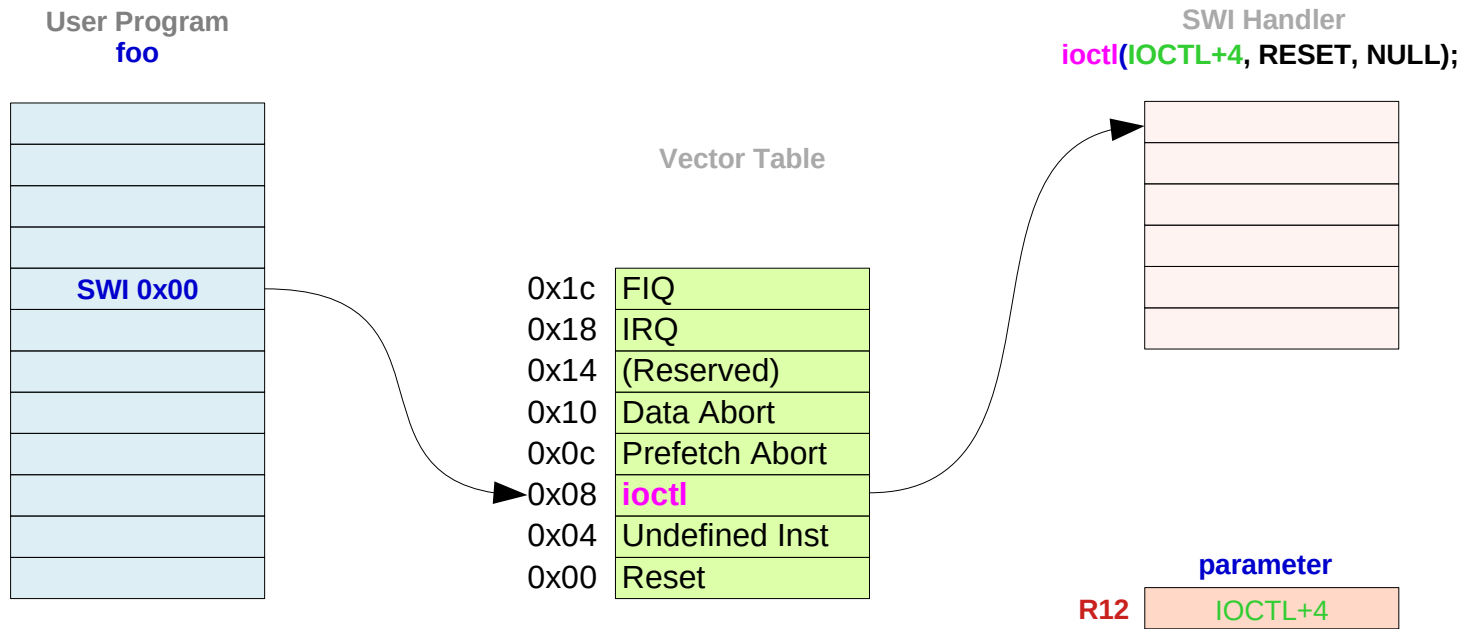 User Program
foo
SWI 0x00
Vector Table
0x1c FIQ
0x18 IRQ
0x14 (Reserved)
0x10 Data Abort
0x0c Prefetch Abort
0x08 ioctl
0x04 Undefined Inst
0x00 Reset
SWI Handler
ioctl(IOCTL+4, RESET, NULL);
parameter
R12 IOCTL+4